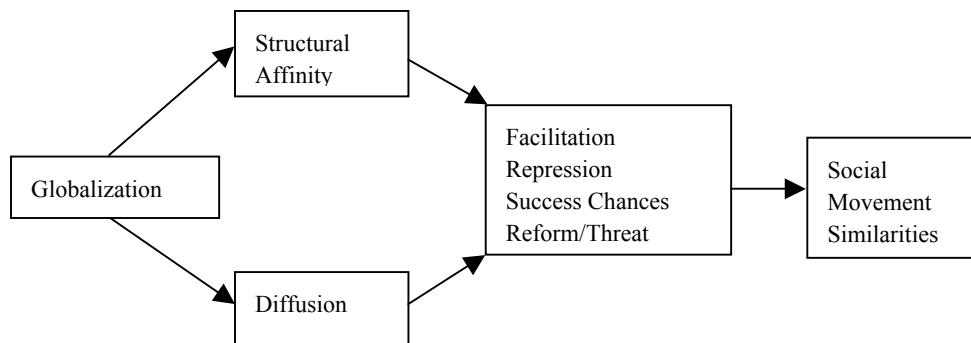 Structural
Affinity
Globalization
Diffusion
Facilitation
Repression
Success Chances
Reform/Threat
Social
Movement
Similarities